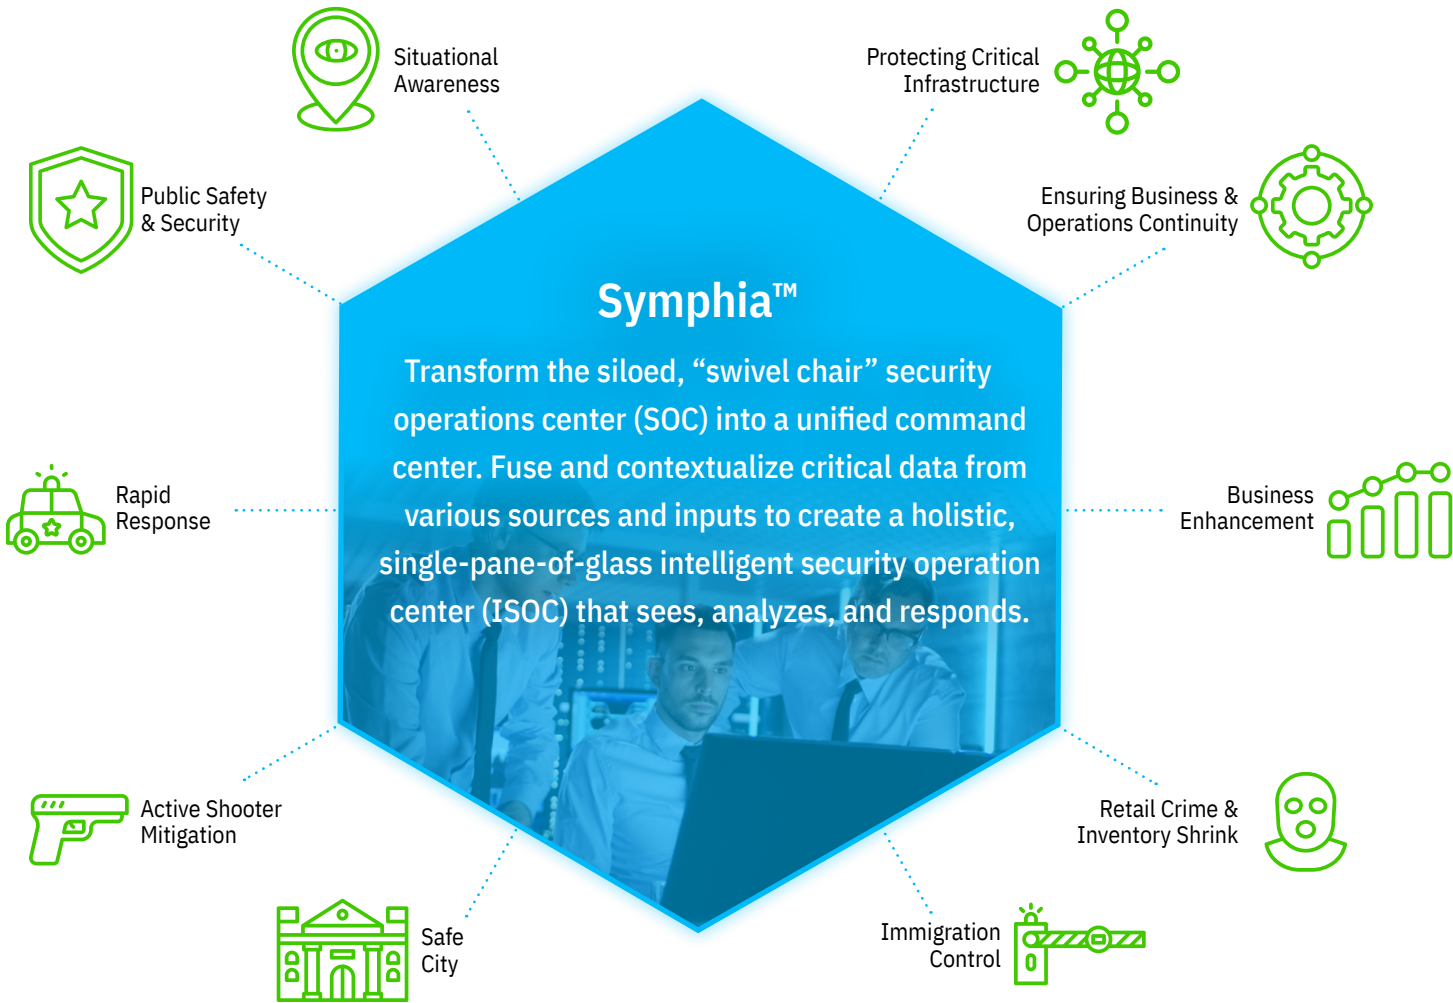 Situational
Awareness
Protecting Critical
Infrastructure
Public Safety
& Security
Ensuring Business &
Operations Continuity
Symphia™
Transform the siloed, “swivel chair” security
operations center (SOC) into a unified command
center. Fuse and contextualize critical data from
various sources and inputs to create a holistic,
single-pane-of-glass intelligent security operation
center (ISOC) that sees, analyzes, and responds.
Rapid
Response
Business
Enhancement
Active Shooter
Mitigation
Retail Crime &
Inventory Shrink
Safe
City
Immigration
Control